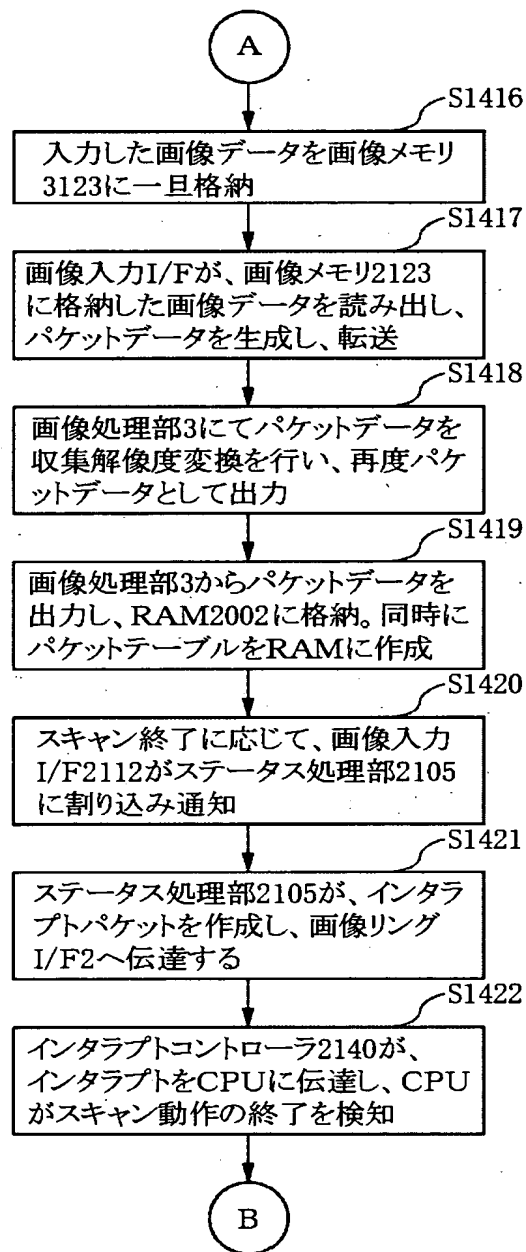 A
S1416
入力した画像データを画像メモリ
3123に一旦格納
S1417
画像入力I/Fが、画像メモリ2123
に格納した画像データを読み出し、
パケットデータを生成し、転送
S1418
画像処理部3にてパケットデータを
収集解像度変換を行い、再度パケ
ットデータとして出力
S1419
画像処理部3からパケットデータを
出力し、RAM2002に格納。同時に
パケットテーブルをRAMに作成
S1420
スキャン終了に応じて、画像入力
I/F2112がステータス処理部2105
に割り込み通知
S1421
ステータス処理部2105が、インタラ
プトパケットを作成し、画像リング
I/F2へ伝達する
S1422
インタラプトコントローラ2140が、
インタラプトをCPUに伝達し、CPU
がスキャン動作の終了を検知
B